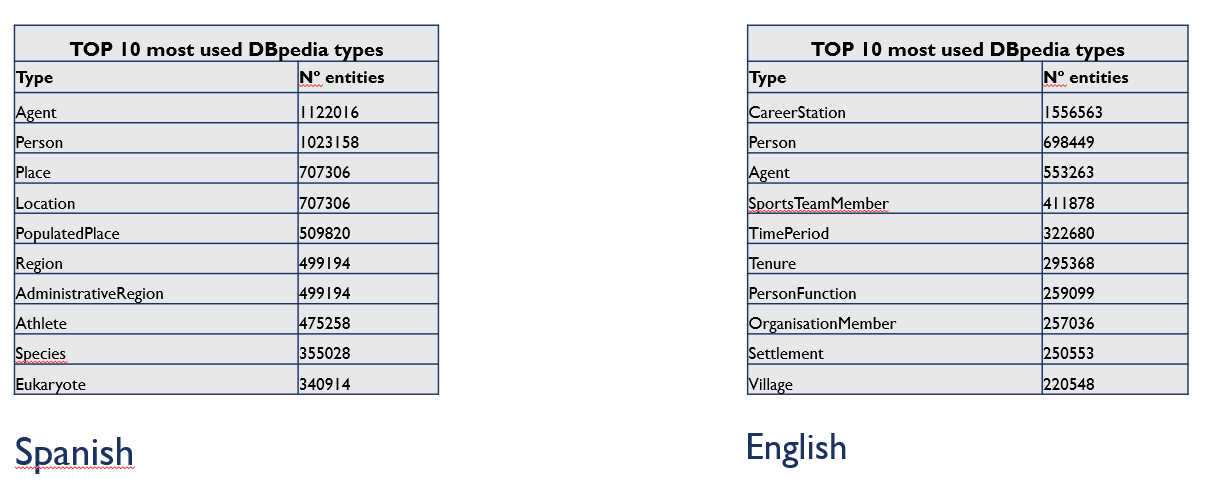 TOP 10 most used DBpedia types
Type Nº entities
Agent 1122016
Person 1023158
Place 707306
Location 707306
PopulatedPlace 509820
Region 499194
AdministrativeRegion 499194
Athlete 475258
Species 355028
Eukaryote 340914
Spanish
TOP 10 most used DBpedia types
Type Nº entities
CareerStation 1556563
Person 698449
Agent 553263
SportsTeamMember 411878
TimePeriod 322680
Tenure 295368
PersonFunction 259099
OrganisationMember 257036
Settlement 250553
Village 220548
English